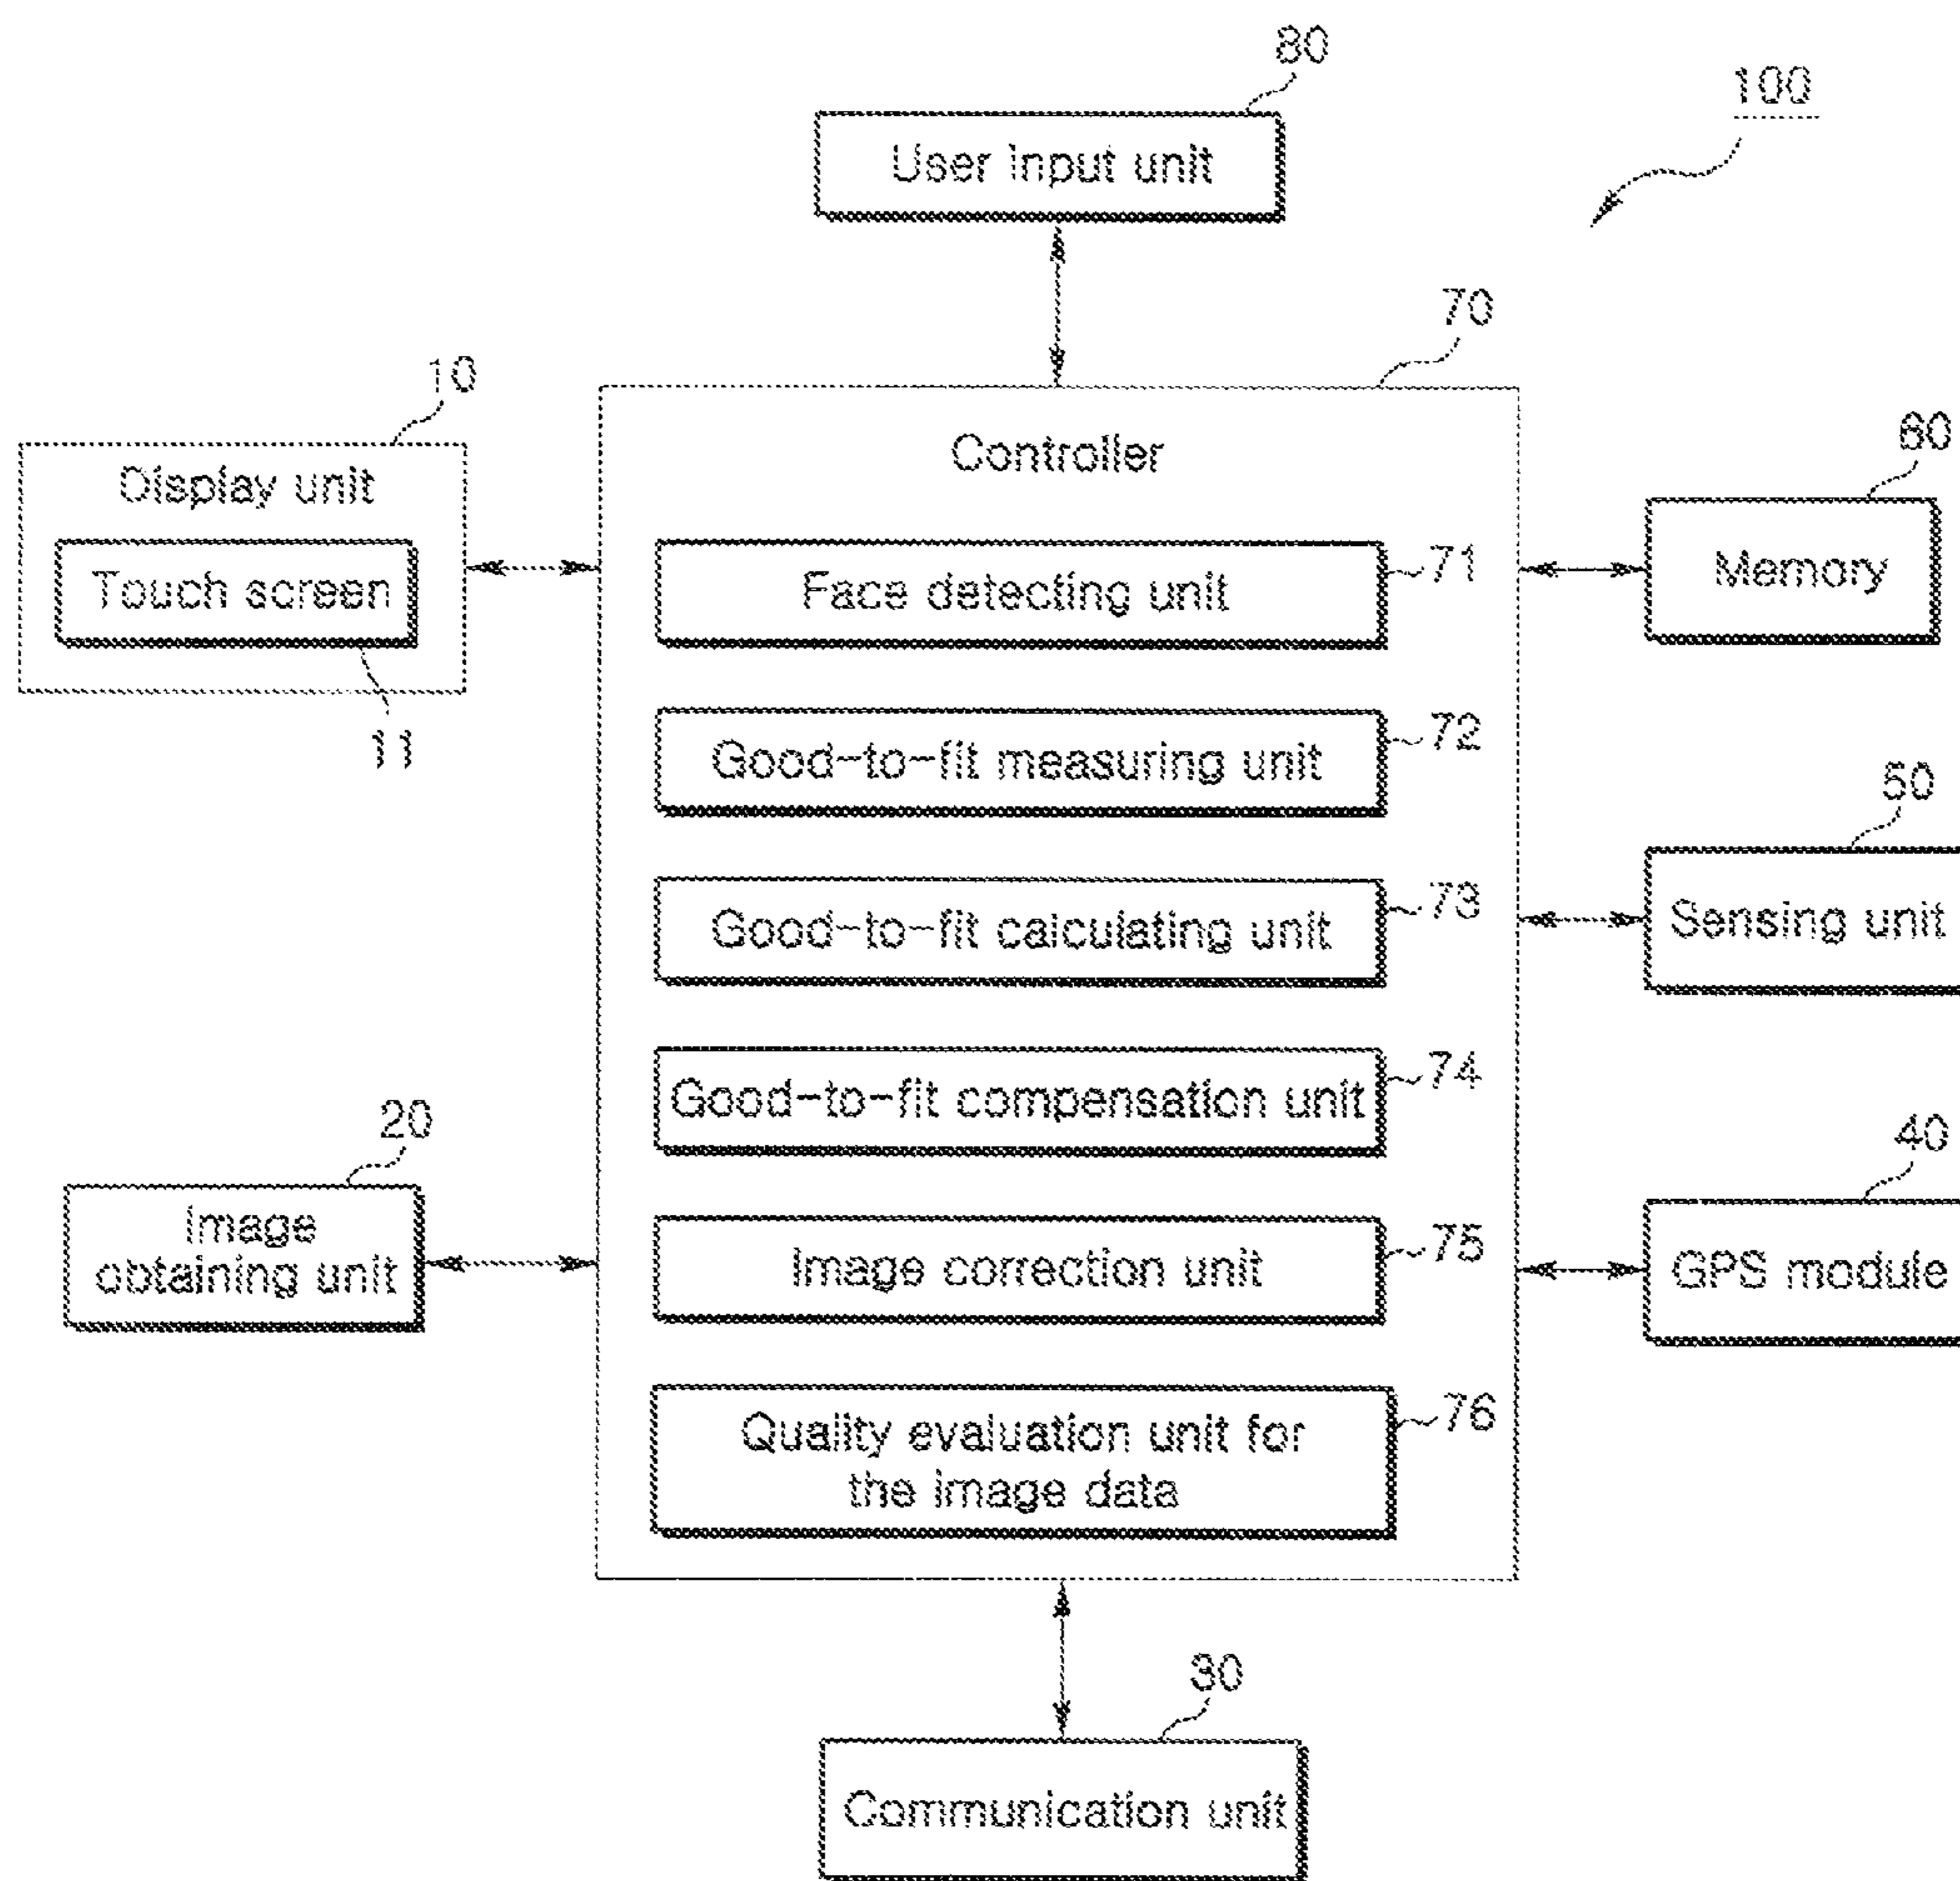 80
100
User input unit
70
10
Controller
60
Display unit
Touch screen
71
Face detecting unit
Memory
11
72
Good-to-fit measuring unit
50
73
Good-to-fit calculating unit
Sensing unit
74
Good-to-fit compensation unit
20
40
Image
obtaining unit
75
Image correction unit
GPS module
76
Quality evaluation unit for
the image data
30
Communication unit